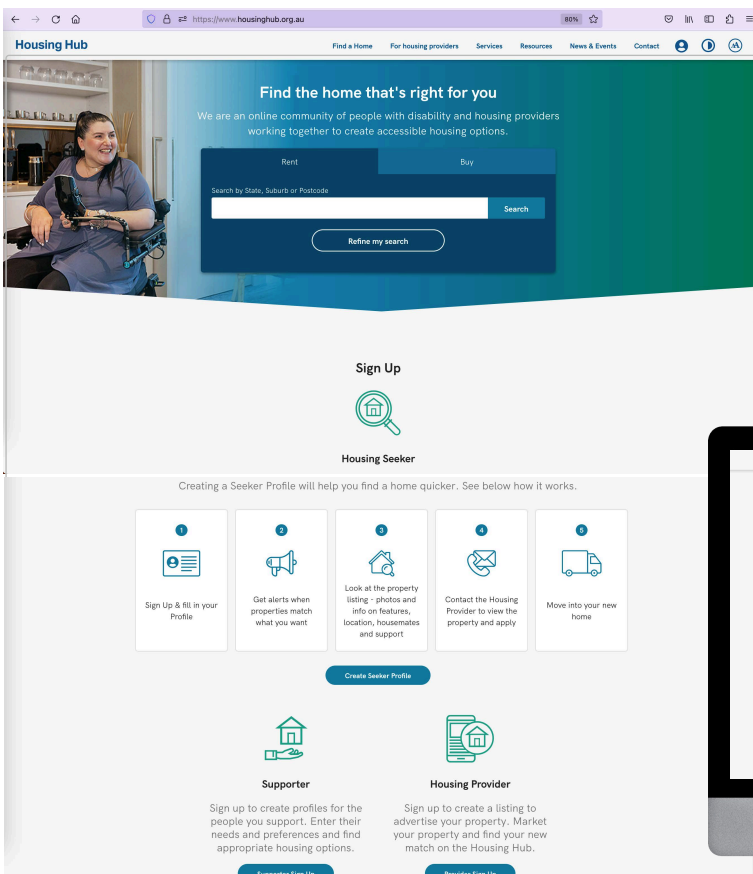 https://www.housinghub.org.au
80%
Housing Hub
Find a Home
For housing providers
Services
Resources
News & Events
Contact
AA
Find the home that's right for you
We are an online community of people with disability and housing providers
working together to create accessible housing options.
Rent
Buy
Search by State, Suburb or Postcode
Search
Refine my search
Sign Up
Housing Seeker
Creating a Seeker Profile will help you find a home quicker. See below how it works.
1
Sign Up & fill in your
Profile
2
Get alerts when
properties match
what you want
3
Look at the property
listing - photos and
info on features,
location, housemates
and support
4
Contact the Housing
Provider to view the
property and apply
5
Move into your new
home
Create Seeker Profile
Supporter
Sign up to create profiles for the
people you support. Enter their
needs and preferences and find
appropriate housing options.
Supporter Sign Up
Housing Provider
Sign up to create a listing to
advertise your property. Market
your property and find your new
match on the Housing Hub.
Provider Sign Up